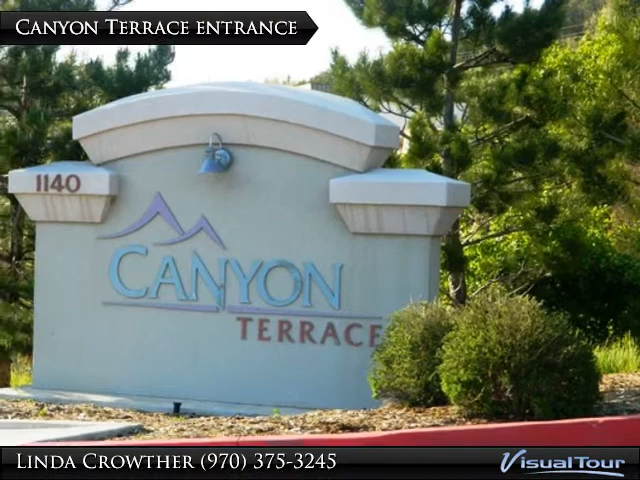 CANYON TERRACE ENTRANCE
1140
CANYON
TERRACE
LINDA CROWTHER (970) 375-3245
VISUALTOUR